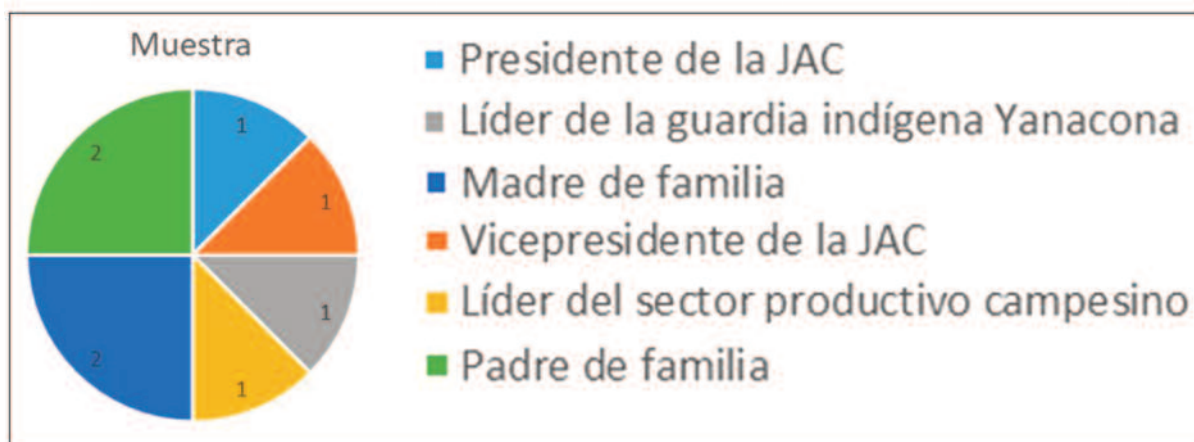 Muestra
1
1
1
1
2
2
Presidente de la JAC
Líder de la guardia indígena Yanacona
Madre de familia
Vicepresidente de la JAC
Líder del sector productivo campesino
Padre de familia